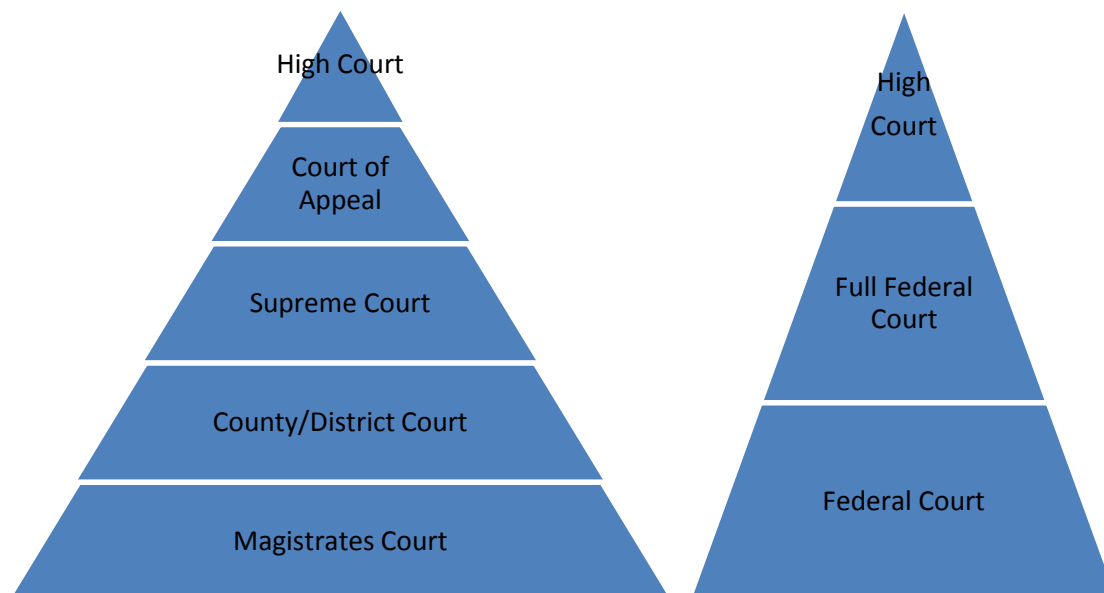 High Court
Court of
Appeal
Supreme Court
County/District Court
Magistrates Court
High
Court
Full Federal
Court
Federal Court